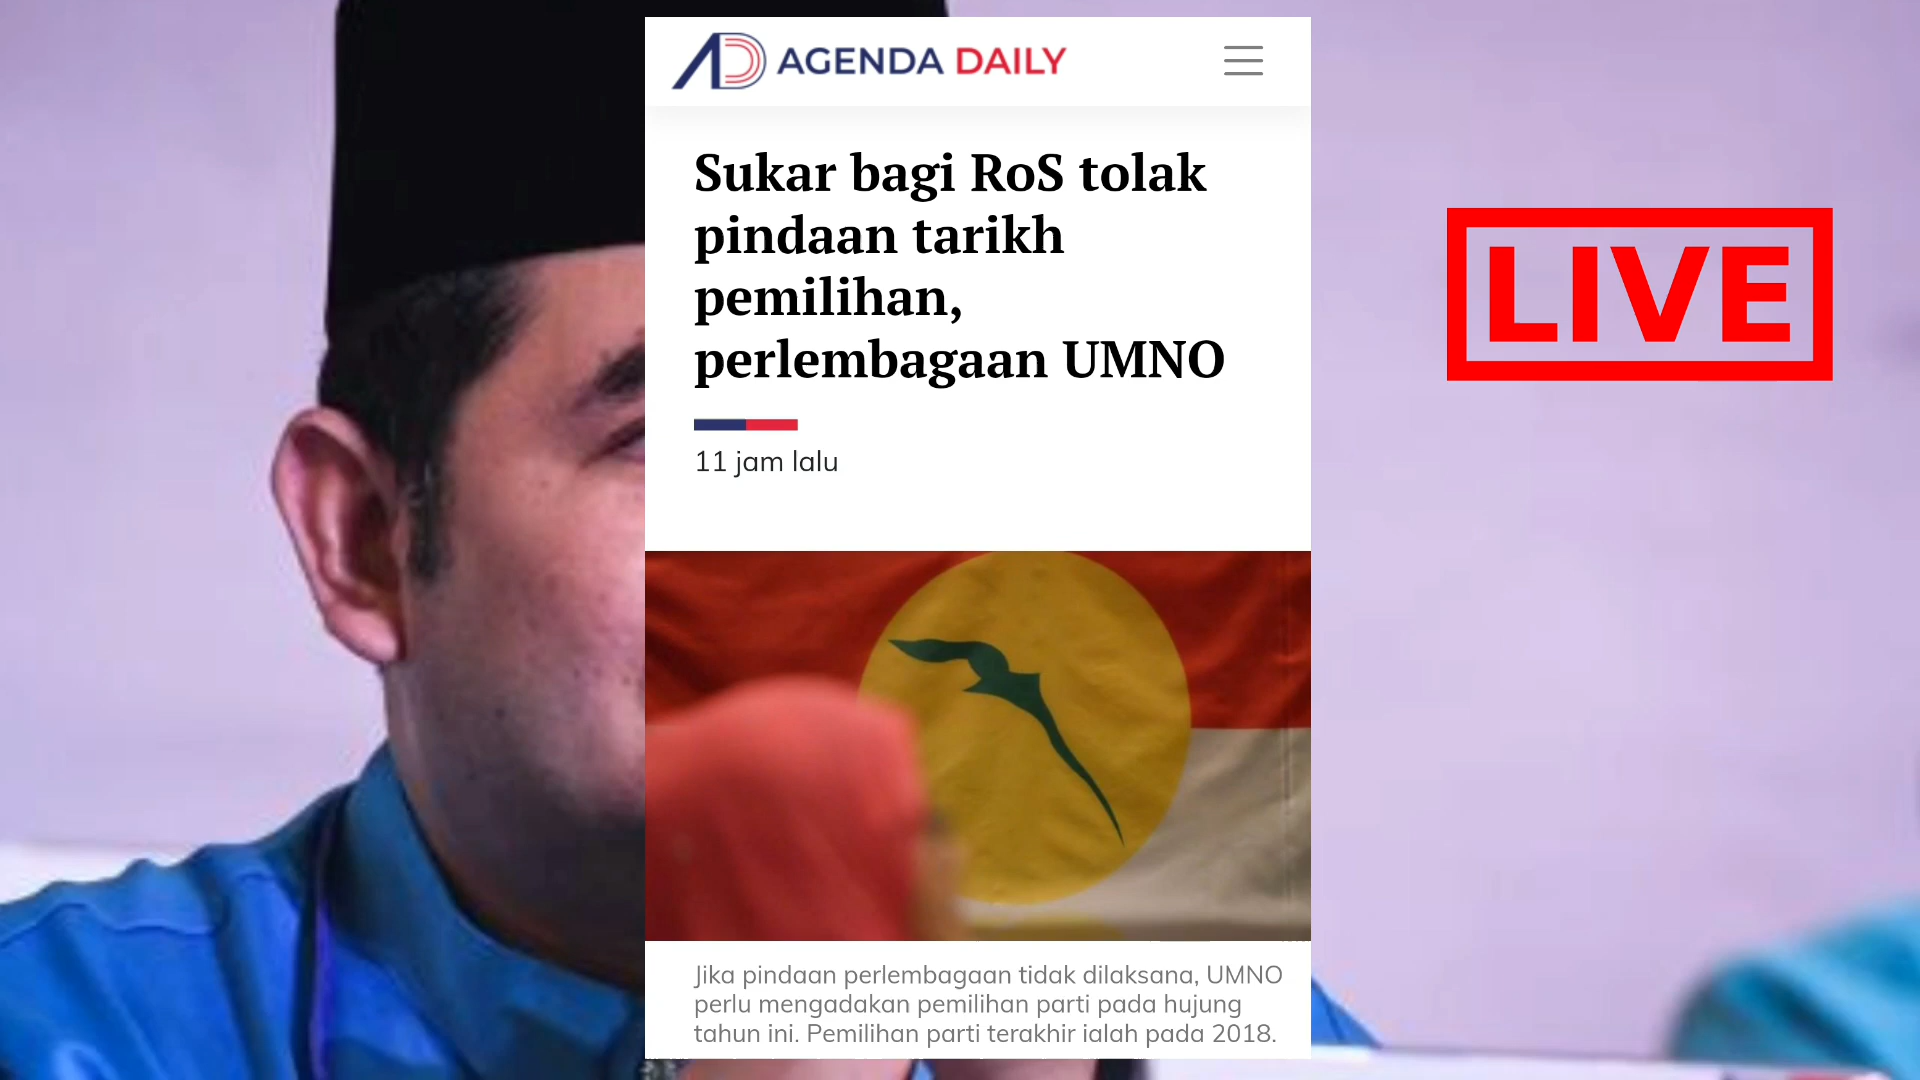 AD AGENDA DAILY
Sukar bagi RoS tolak
pindaan tarikh
pemilihan,
perlembagaan UMNO
11 jam lalu
LIVE
Jika pindaan perlembagaan tidak dilaksana, UMNO
perlu mengadakan pemilihan parti pada hujung
tahun ini. Pemilihan parti terakhir ialah pada 2018.